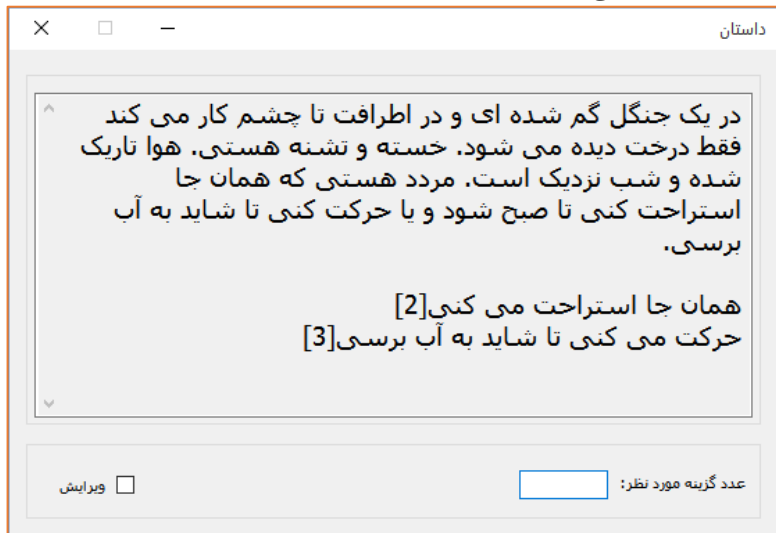 داستان
در یک جنگل گم شده ای و در اطرافت تا چشم کار می کند
فقط درخت دیده می شود. خسته و تشنه هستی. هوا تاریک
شده و شب نزدیک است. مردد هستی که همان جا
استراحت کنی تا صبح شود و یا حرکت کنی تا شاید به آب
برسی.
همان جا استراحت می کنی[2]
حرکت می کنی تا شاید به آب برسی[3]
عدد گزینه مورد نظر:
ویرایش